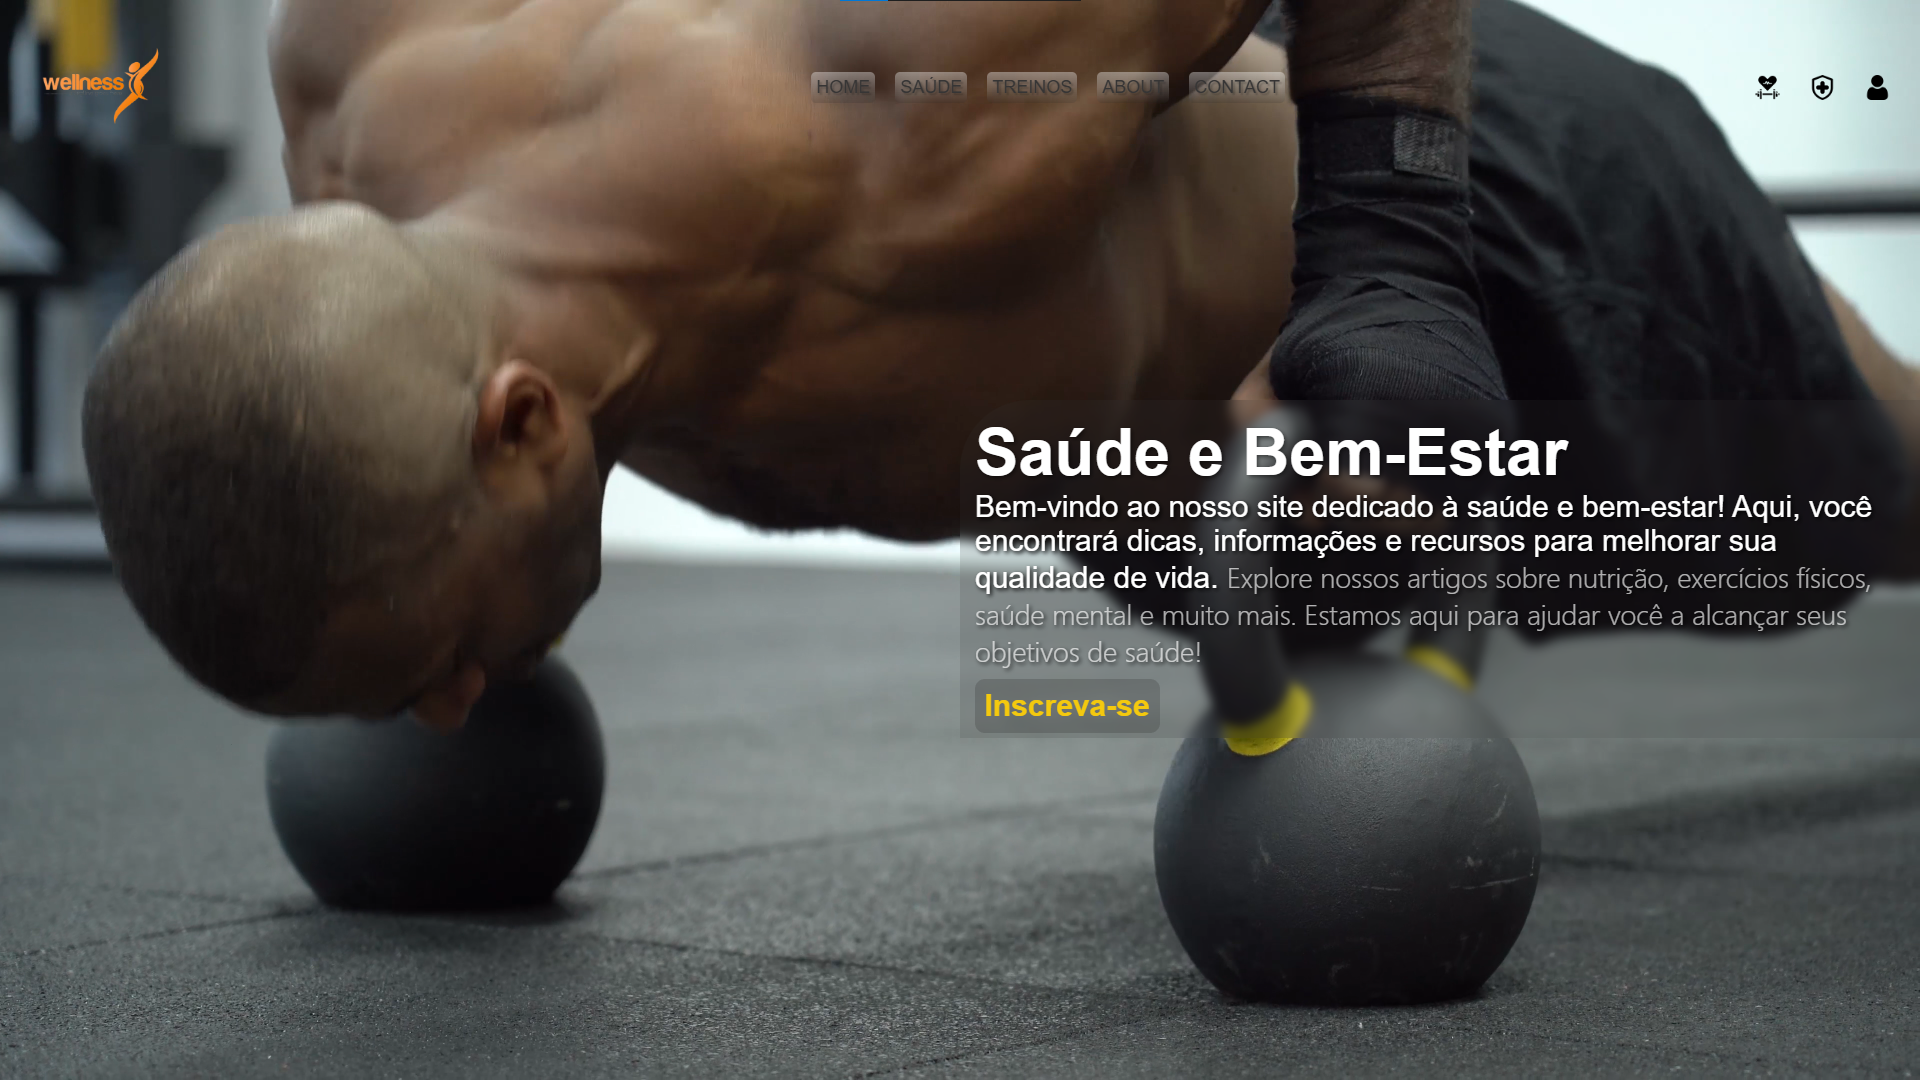 wellness
HOME SAÚDE TREINOS ABOUT CONTACT
Saúde e Bem-Estar
Bem-vindo ao nosso site dedicado à saúde e bem-estar! Aqui, você
encontrará dicas, informações e recursos para melhorar sua
qualidade de vida. Explore nossos artigos sobre nutrição, exercícios físicos,
saúde mental e muito mais. Estamos aqui para ajudar você a alcançar seus
objetivos de saúde!
Inscreva-se